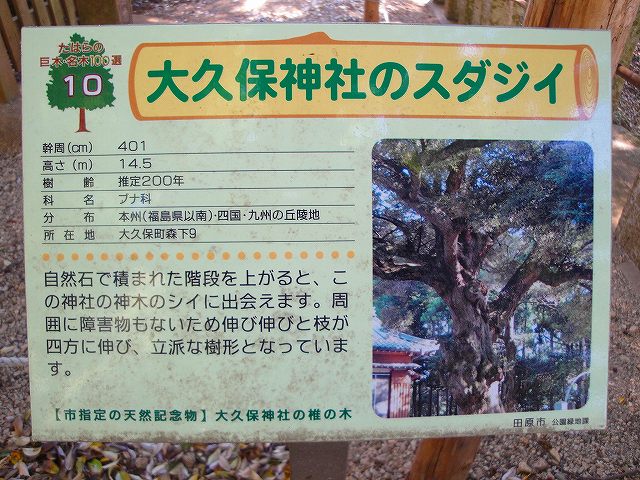 たはらの
巨木・名木100選
10
大久保神社のスダジイ
幹周(cm) 401
高さ(m) 14.5
樹齢 推定200年
科名 ブナ科
分布 本州(福島県以南)・四国・九州の丘陵地
所在地 大久保町森下9
自然石で積まれた階段を上がると、こ
の神社の神木のシイに出会えます。周
囲に障害物もないため伸び伸びと枝が
四方に伸び、立派な樹形となっていま
す。
【市指定の天然記念物】大久保神社の椎の木
田原市 公園緑地課